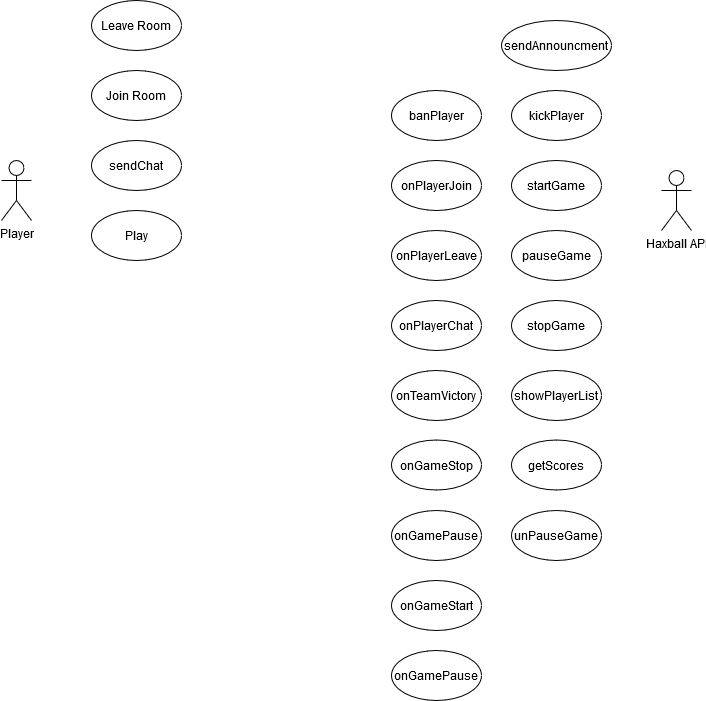 Leave Room
sendAnnouncment
Join Room
banPlayer
kickPlayer
sendChat
onPlayerJoin
startGame
Player
Play
Haxball AP
onPlayerLeave
pauseGame
onPlayerChat
stopGame
onTeamVictory
showPlayerList
onGameStop
getScores
onGamePause
unPauseGame
onGameStart
onGamePause